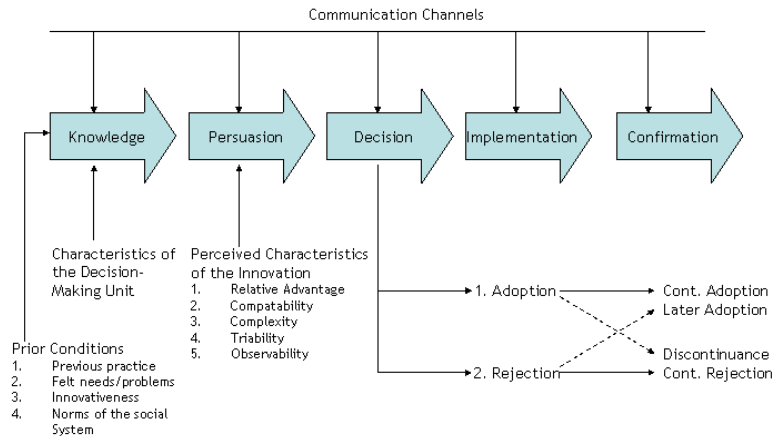 Communication Channels
Knowledge
Persuasion
Decision
Implementation
Confirmation
Characteristics of
the Decision-
Making Unit
Perceived Characteristics
of the Innovation
1. Relative Advantage
2. Compatability
3. Complexity
4. Triability
5. Observability
1. Adoption
2. Rejection
Cont. Adoption
Later Adoption
Discontinuance
Cont. Rejection
Prior Conditions
1. Previous practice
2. Felt needs/problems
3. Innovativeness
4. Norms of the social
System